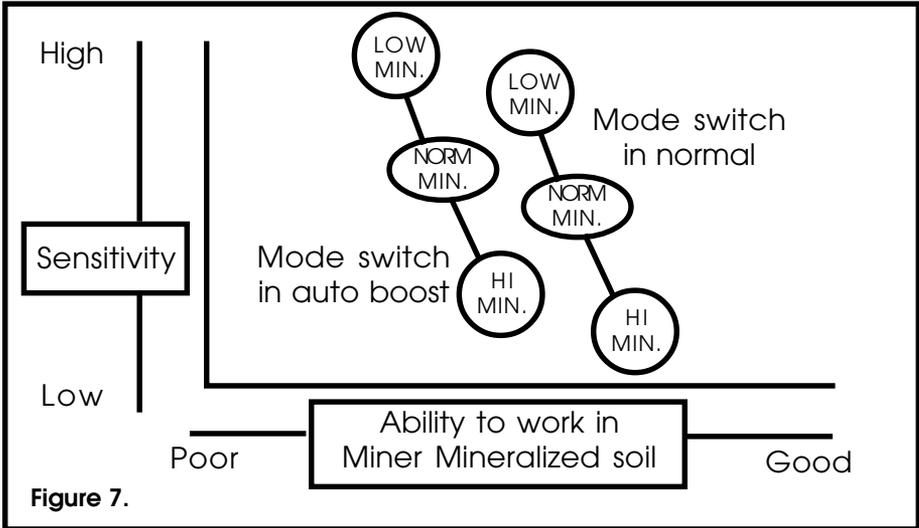 High
LOW
MIN.
LOW
MIN.
Mode switch
in normal
NORM
MIN.
NORM
MIN.
Sensitivity
Mode switch
in auto boost
HI
MIN.
HI
MIN.
Low
Ability to work in
Miner Mineralized soil
Poor
Good
Figure 7.